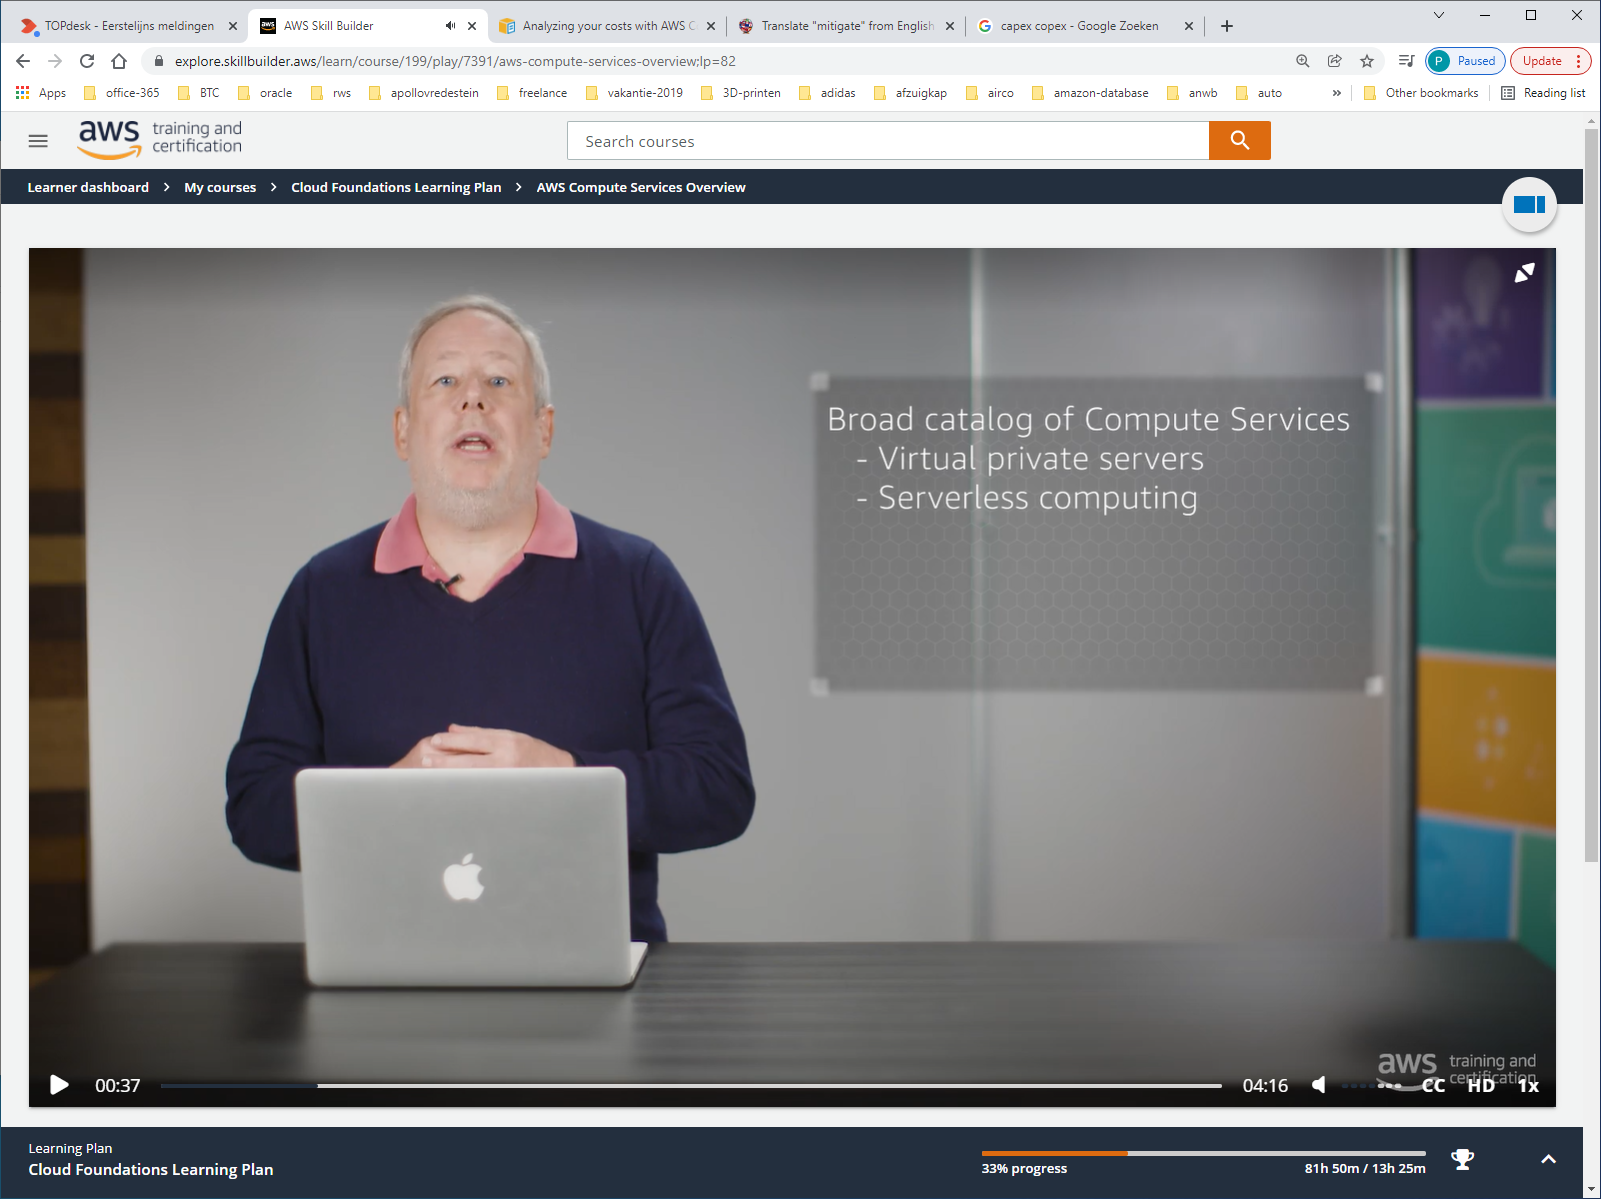 TOPdesk - Eerstelijns meldingen
AWS Skill Builder
Analyzing your costs with AWS C
Translate "mitigate" from English
capex copex - Google Zoeken
explore.skillbuilder.aws/learn/course/199/play/7391/aws-compute-services-overview;lp=82
P Paused
Update
Apps
office-365
BTC
oracle
rws
apollovredestein
freelance
vakantie-2019
3D-printen
adidas
afzuigkap
airco
amazon-database
anwb
auto
»
Other bookmarks
Reading list
aws training and
certification
Search courses
Learner dashboard > My courses > Cloud Foundations Learning Plan > AWS Compute Services Overview
Broad catalog of Compute Services
- Virtual private servers
- Serverless computing
aws training and
certification
00:37
04:16
CC
HD
1x
Learning Plan
Cloud Foundations Learning Plan
33% progress
81h 50m / 13h 25m